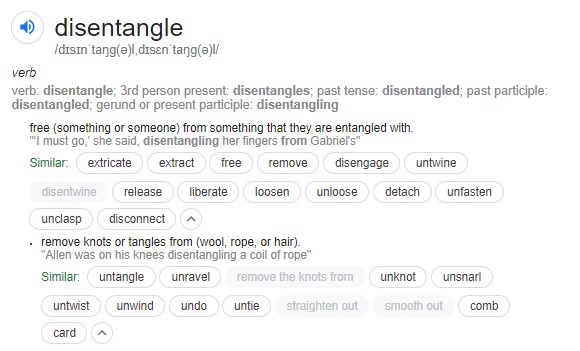 disentangle
/dɪsɪnˈtaŋɡ(ə)l,dɪsɛnˈtaŋɡ(ə)l/
verb
verb: disentangle; 3rd person present: disentangles; past tense: disentangled; past participle:
disentangled; gerund or present participle: disentangling
free (something or someone) from something that they are entangled with.
"'I must go,' she said, disentangling her fingers from Gabriel's"
Similar: extricate extract free remove disengage untwine
disentwine release liberate loosen unloose detach unfasten
unclasp disconnect
• remove knots or tangles from (wool, rope, or hair).
"Allen was on his knees disentangling a coil of rope"
Similar: untangle unravel remove the knots from unknot unsnarl
untwist unwind undo untie straighten out smooth out comb
card